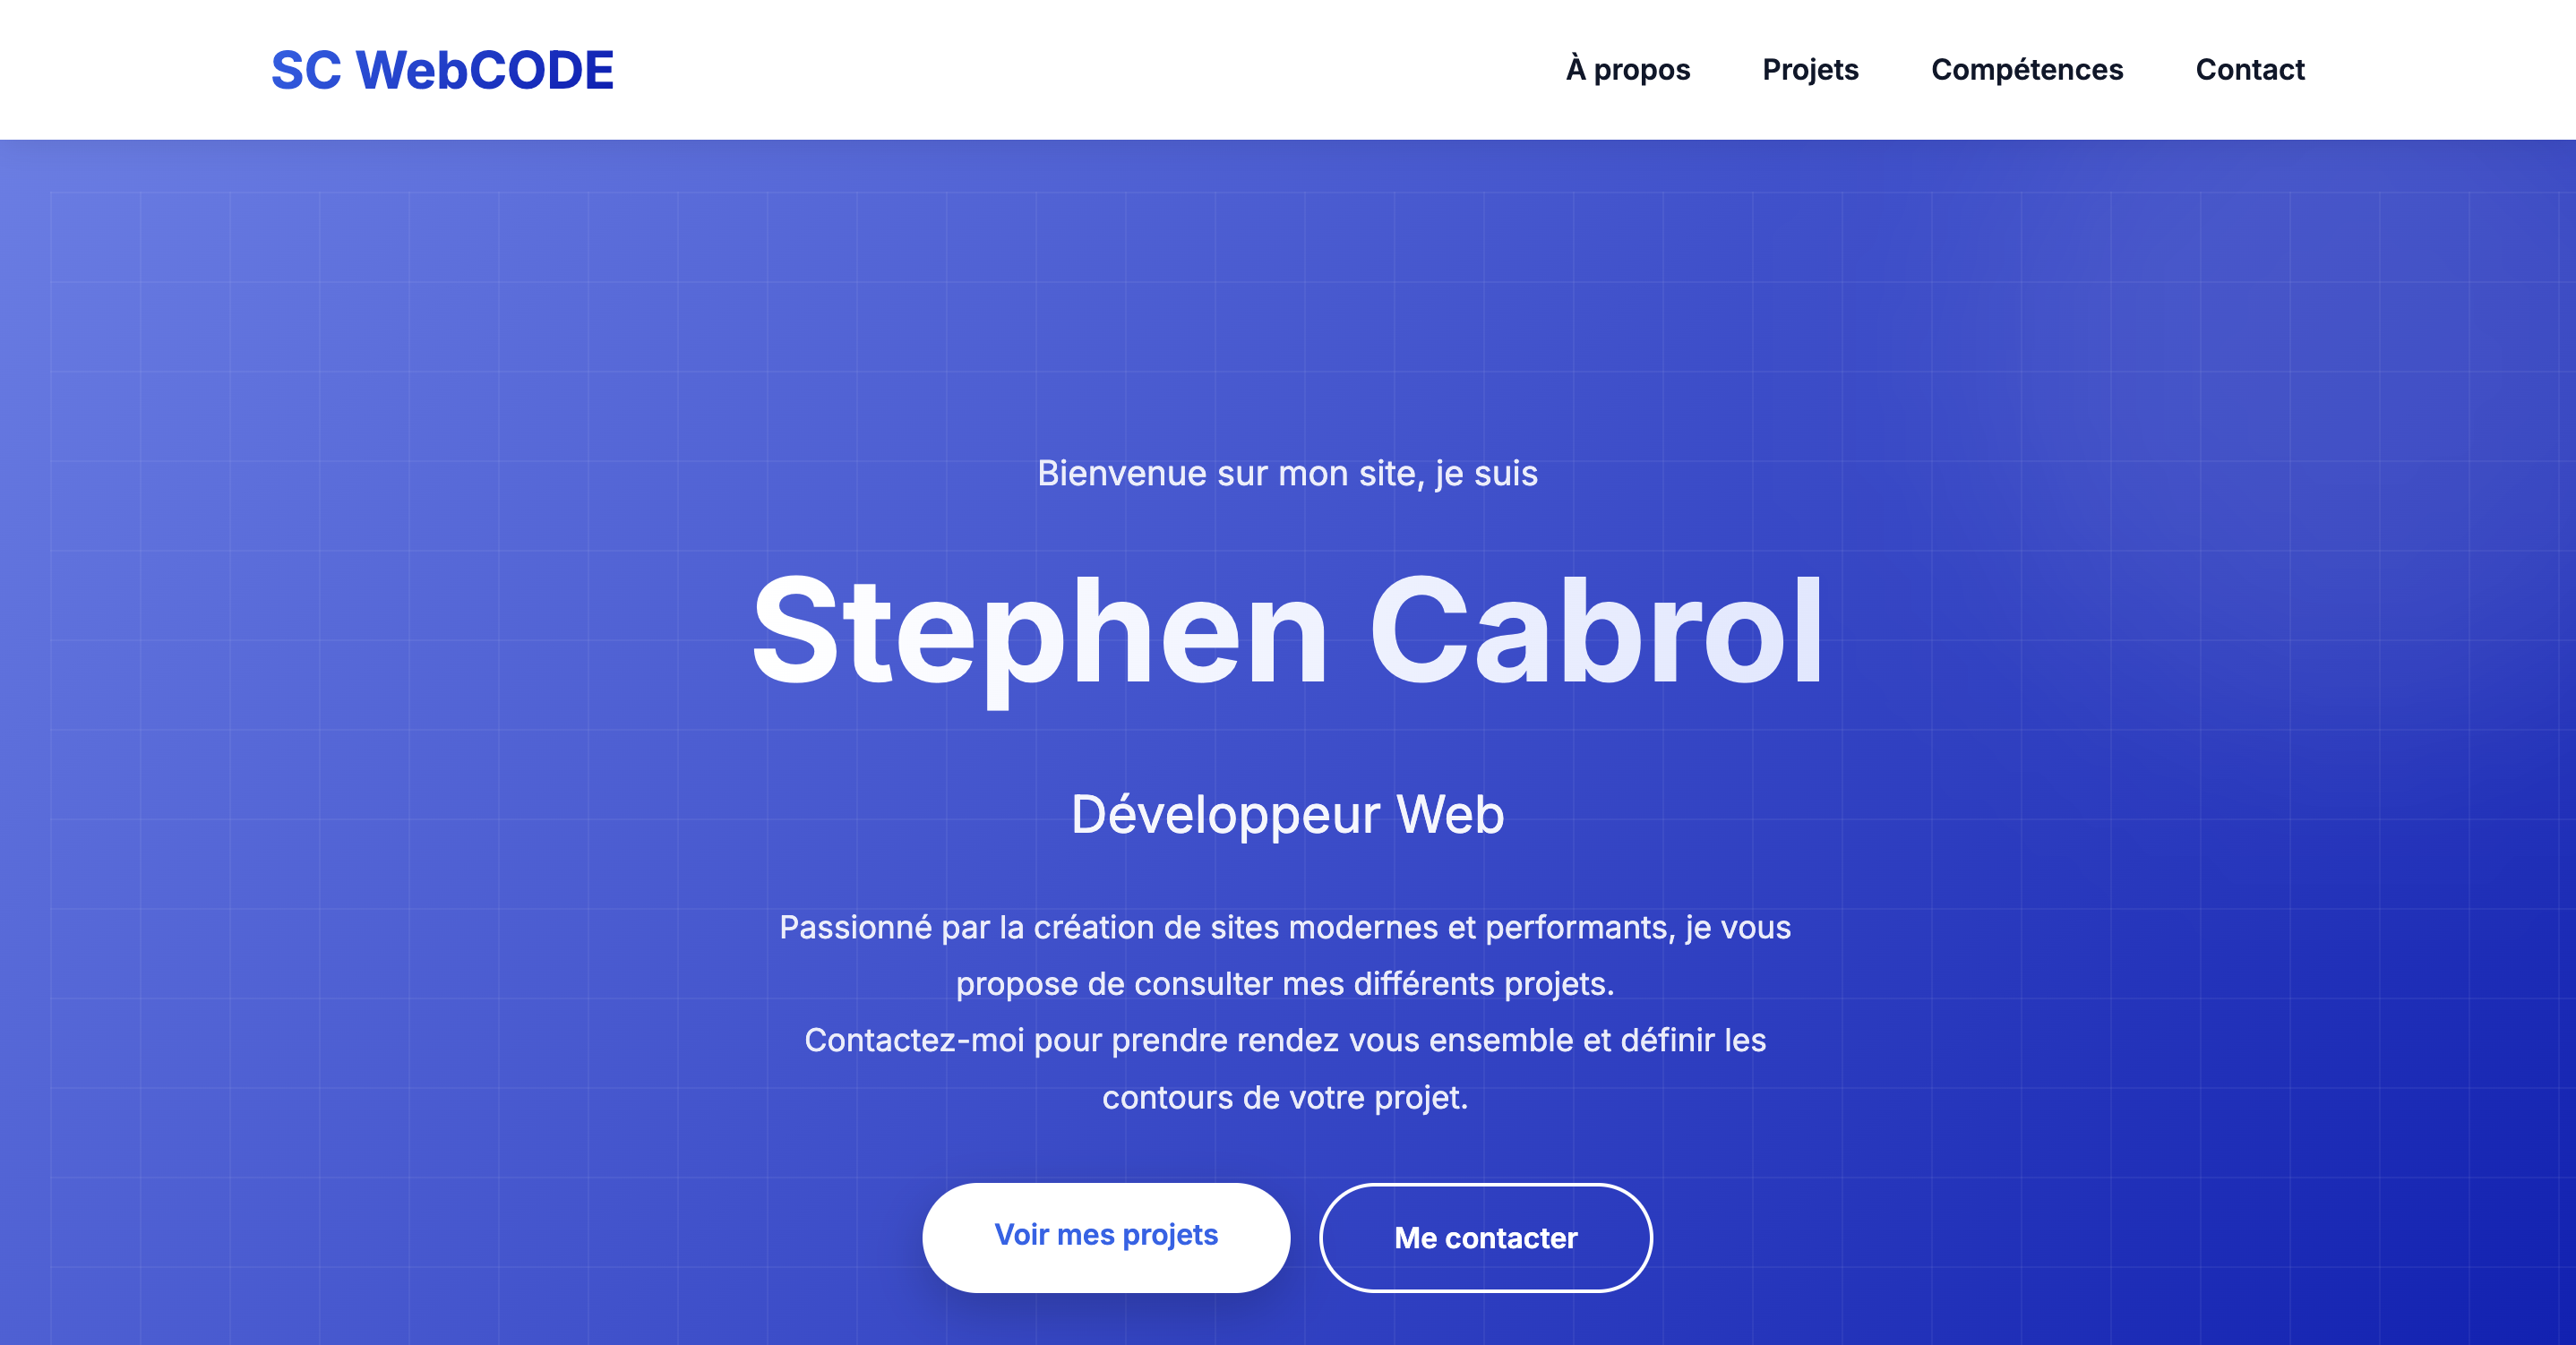 SC WebCODE
À propos Projets Compétences Contact
Bienvenue sur mon site, je suis
Stephen Cabrol
Développeur Web
Passionné par la création de sites modernes et performants, je vous
propose de consulter mes différents projets.
Contactez-moi pour prendre rendez vous ensemble et définir les
contours de votre projet.
Voir mes projets
Me contacter